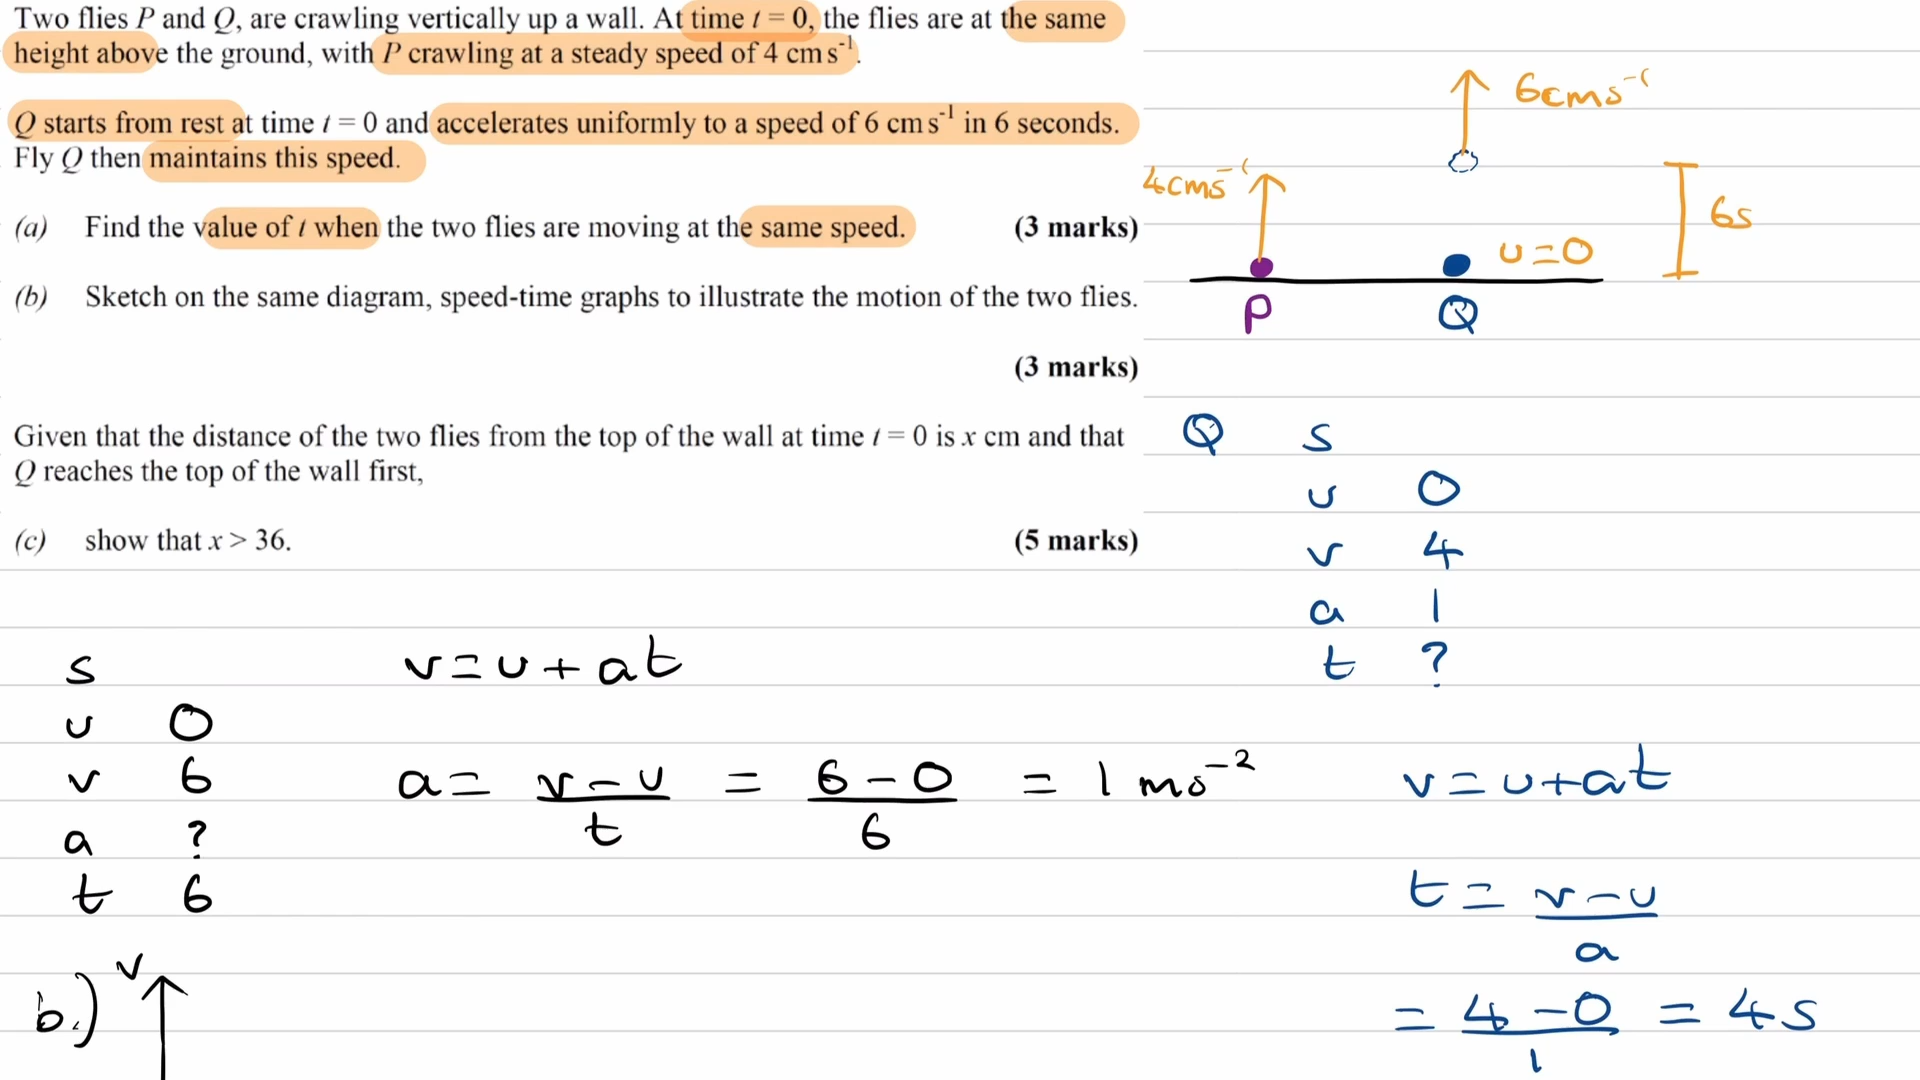 Two flies P and Q, are crawling vertically up a wall. At time t = 0, the flies are at the same
height above the ground, with P crawling at a steady speed of 4 cm s⁻¹.
Q starts from rest at time t = 0 and accelerates uniformly to a speed of 6 cm s⁻¹ in 6 seconds.
Fly Q then maintains this speed.
(a) Find the value of t when the two flies are moving at the same speed. (3 marks)
(b) Sketch on the same diagram, speed-time graphs to illustrate the motion of the two flies.
(3 marks)
Given that the distance of the two flies from the top of the wall at time t = 0 is x cm and that
Q reaches the top of the wall first,
(c) show that x > 36. (5 marks)
6cms⁻¹
4cms⁻¹
6s
u=0
P Q
Q s
u 0
v 4
a 1
t ?
s
u 0
v 6
a ?
t 6
v=u+at
a= v-u/t = 6-0/6 = 1 ms⁻²
v=u+at
t= v-u/a
= 4-0/1 = 4s
b.) v